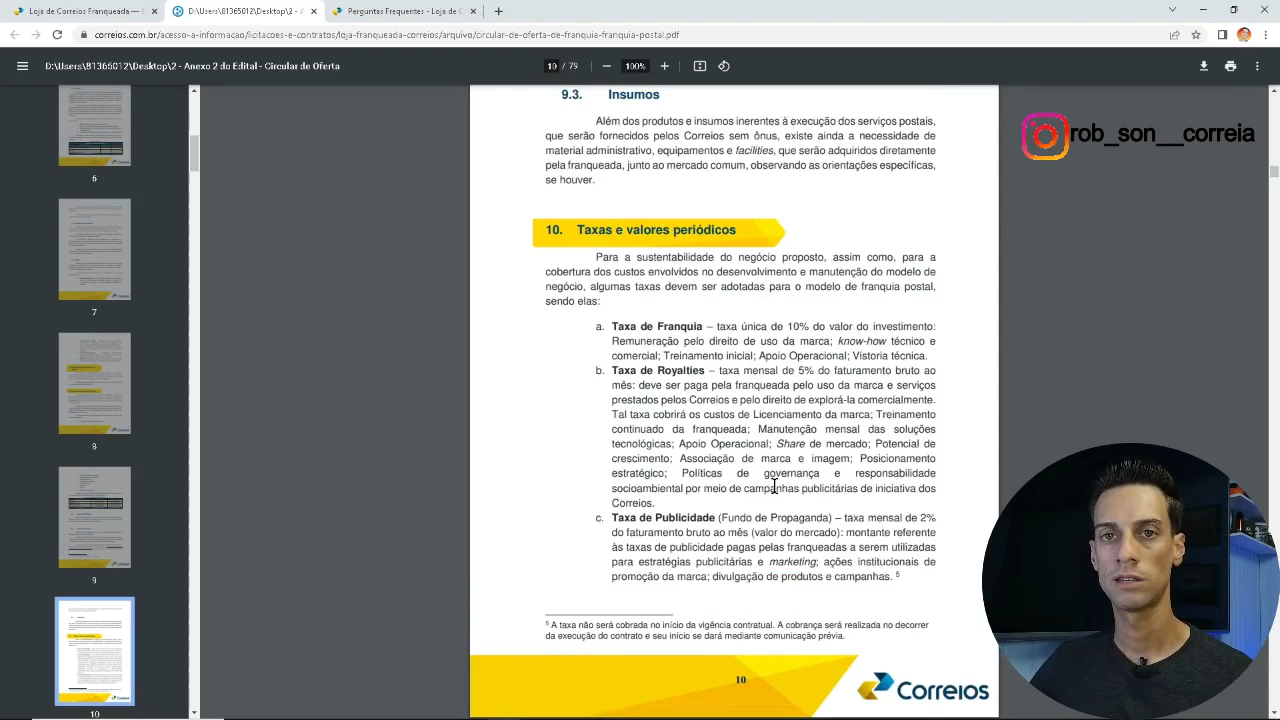 Loja de Correios Franqueada —
D:\Users\81365012\Desktop\2 - A
Perguntas Frequentes - Loja de C
correios.com.br/acesso-a-informacao/licitacoes-e-contratos/loja-franqueada-correios/arquivo/circular-de-oferta-de-franquia-franquia-postal.pdf
D:\Users\81365012\Desktop\2 - Anexo 2 do Edital - Circular de Oferta
10 / 79
100%
6
7
8
9
10
9.3. Insumos
Além dos produtos e insumos inerentes à execução dos serviços postais,
que serão fornecidos pelos Correios sem ônus, existe ainda a necessidade de
material administrativo, equipamentos e facilities, que serão adquiridos diretamente
pela franqueada, junto ao mercado comum, observando as orientações específicas,
se houver.
10. Taxas e valores periódicos
Para a sustentabilidade do negócio proposto, assim como, para a
cobertura dos custos envolvidos no desenvolvimento e manutenção do modelo de
negócio, algumas taxas devem ser adotadas para o modelo de franquia postal,
sendo elas:
a. Taxa de Franquia – taxa única de 10% do valor do investimento:
Remuneração pelo direito de uso da marca; know-how técnico e
comercial; Treinamento inicial; Apoio Operacional; Vistoria técnica.
b. Taxa de Royalties – taxa mensal de 5% do faturamento bruto ao
mês: deve ser paga pela franqueada pelo uso da marca e serviços
prestados pelos Correios e pelo direito de explorá-la comercialmente.
Tal taxa cobrirá os custos de Licenciamento da marca; Treinamento
continuado da franqueada; Manutenção mensal das soluções
tecnológicas; Apoio Operacional; Share de mercado; Potencial de
crescimento; Associação de marca e imagem; Posicionamento
estratégico; Políticas de governança e responsabilidade
socioambiental por meio de campanhas publicitárias de iniciativa dos
Correios.
c. Taxa de Publicidade (Fundo de Propaganda) – taxa mensal de 2%
do faturamento bruto ao mês (valor do mercado): montante referente
às taxas de publicidade pagas pelas franqueadas a serem utilizadas
para estratégias publicitárias e marketing; ações institucionais de
promoção da marca; divulgação de produtos e campanhas. 5
5 A taxa não será cobrada no início da vigência contratual. A cobrança será realizada no decorrer
da execução do contrato e seu início se dará mediante comunicação prévia.
10
Correios
rob_son__correia